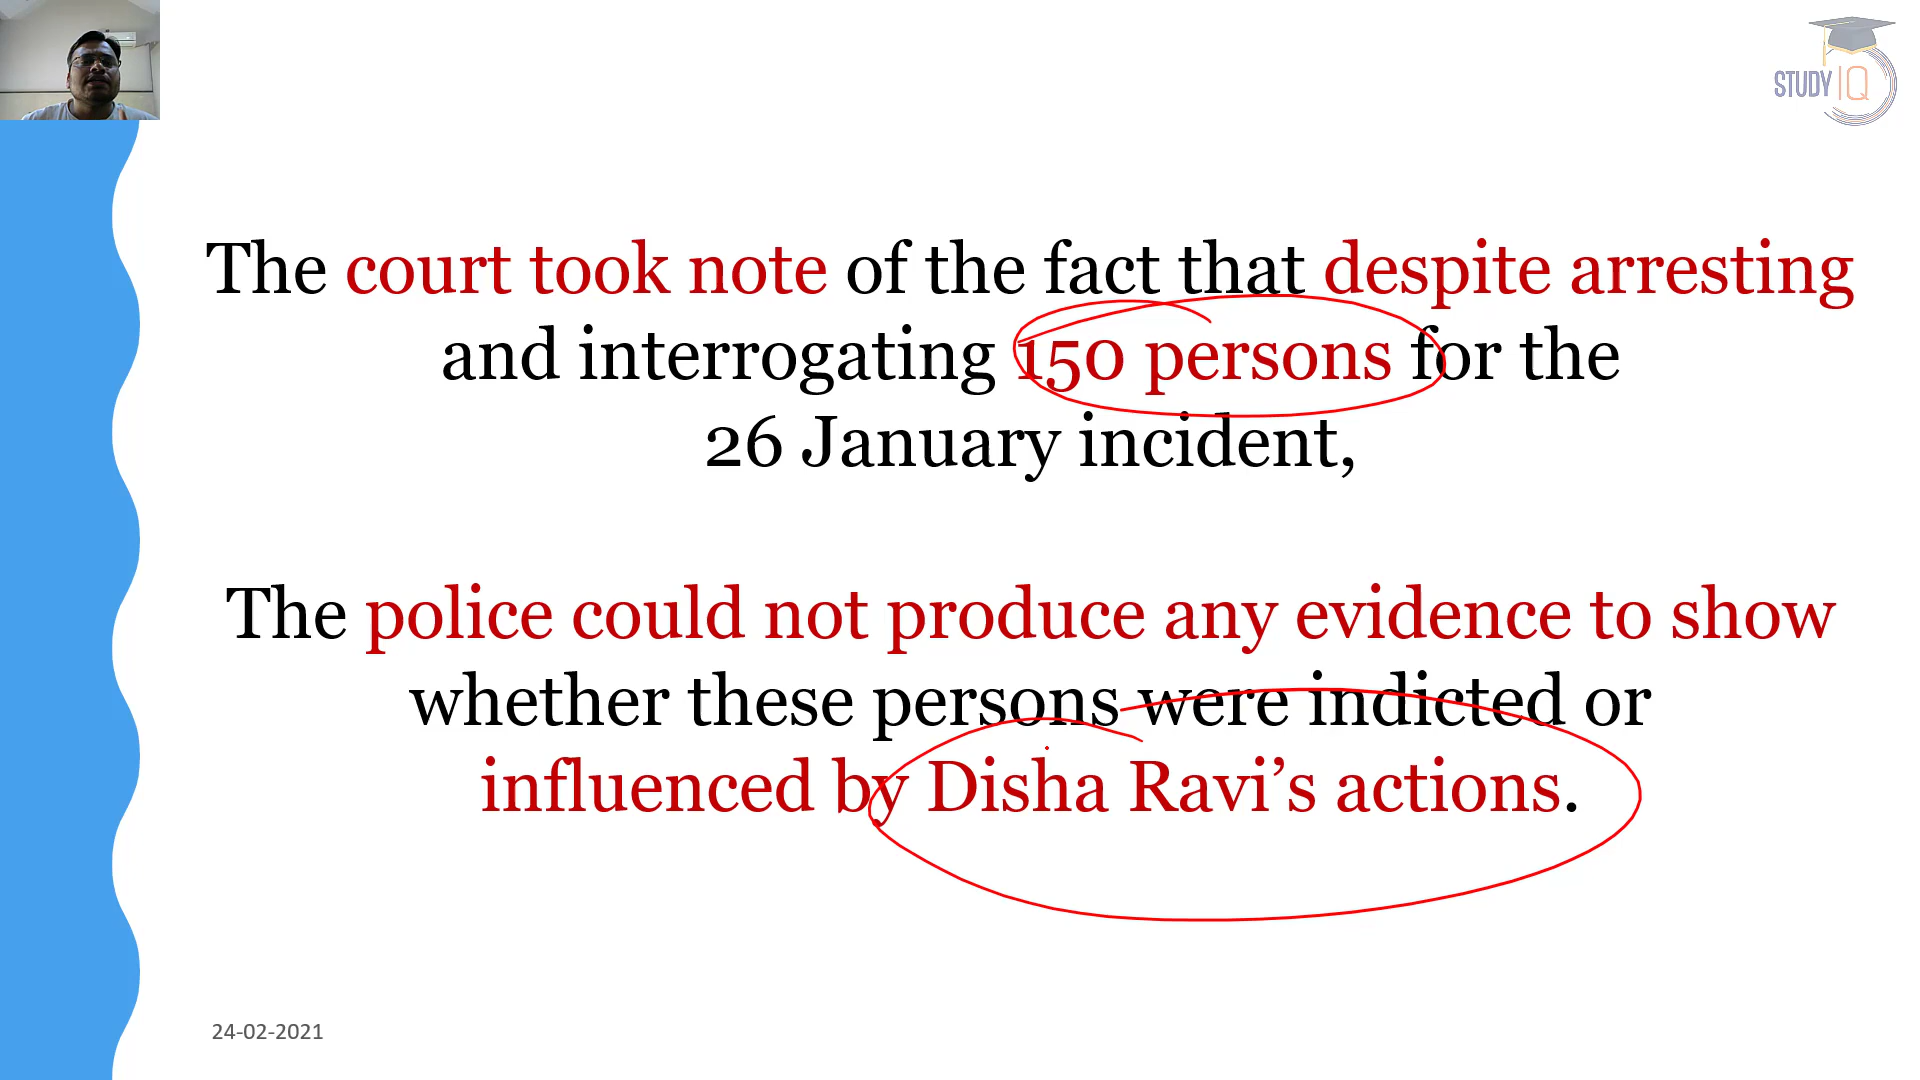 STUDY IQ
The court took note of the fact that despite arresting
and interrogating 150 persons for the
26 January incident,
The police could not produce any evidence to show
whether these persons were indicted or
influenced by Disha Ravi’s actions.
24-02-2021